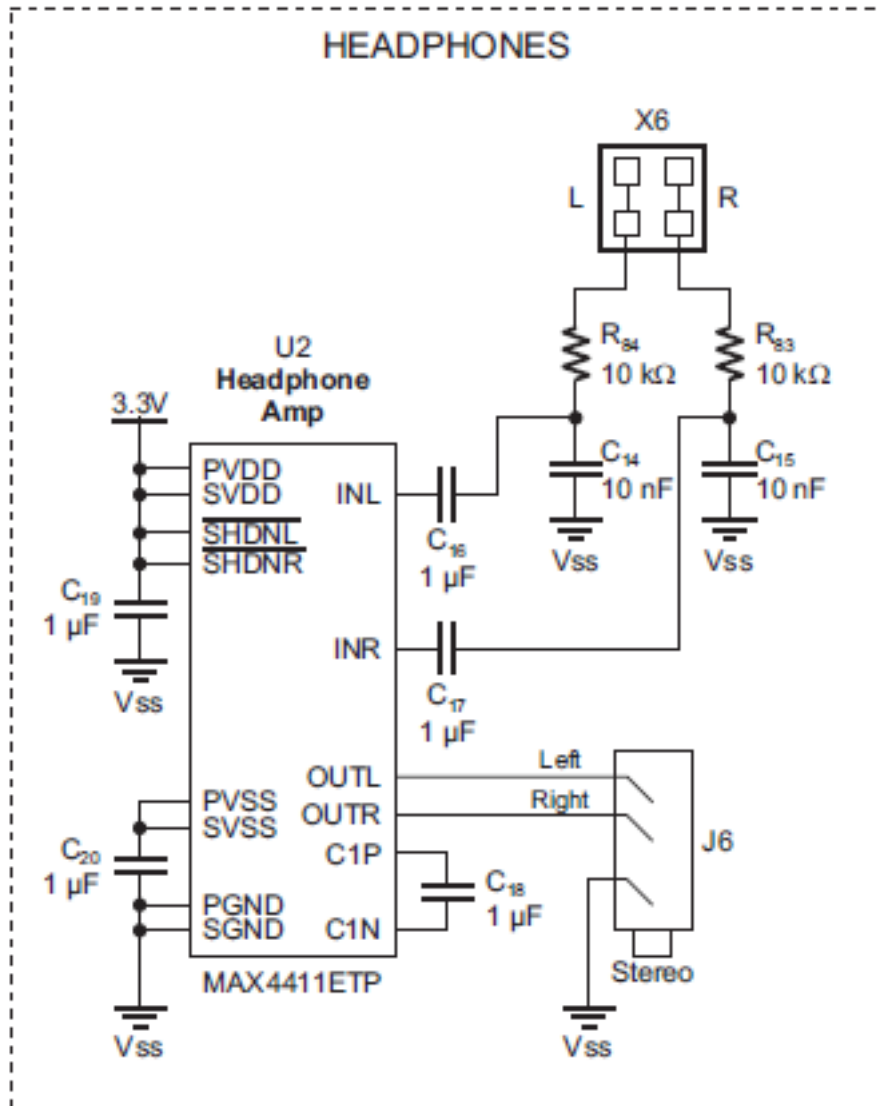 HEADPHONES
X6
L
R
R84
10 kΩ
R83
10 kΩ
U2
Headphone
Amp
3.3V
PVDD
SVDD
SHDNL
SHDNR
INL
C14
10 nF
C15
10 nF
C16
1 µF
Vss
Vss
C19
1 µF
Vss
INR
C17
1 µF
OUTL
Left
OUTR
Right
PVSS
SVSS
J6
C20
1 µF
C1P
C18
1 µF
PGND
SGND
C1N
Stereo
MAX4411ETP
Vss
Vss